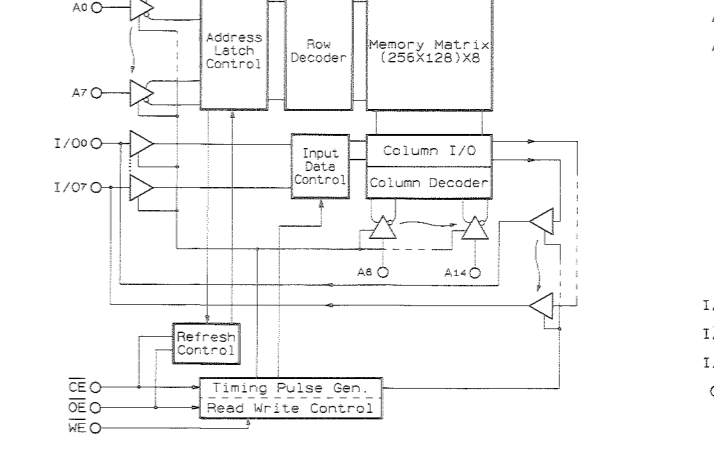 A0
Address
Latch
Control
Row
Decoder
Memory Matrix
(256X128)X8
A7
I/O0
I/O7
Input
Data
Control
Column I/O
Column Decoder
A8
A14
Refresh
Control
CE
OE
WE
Timing Pulse Gen.
Read Write Control